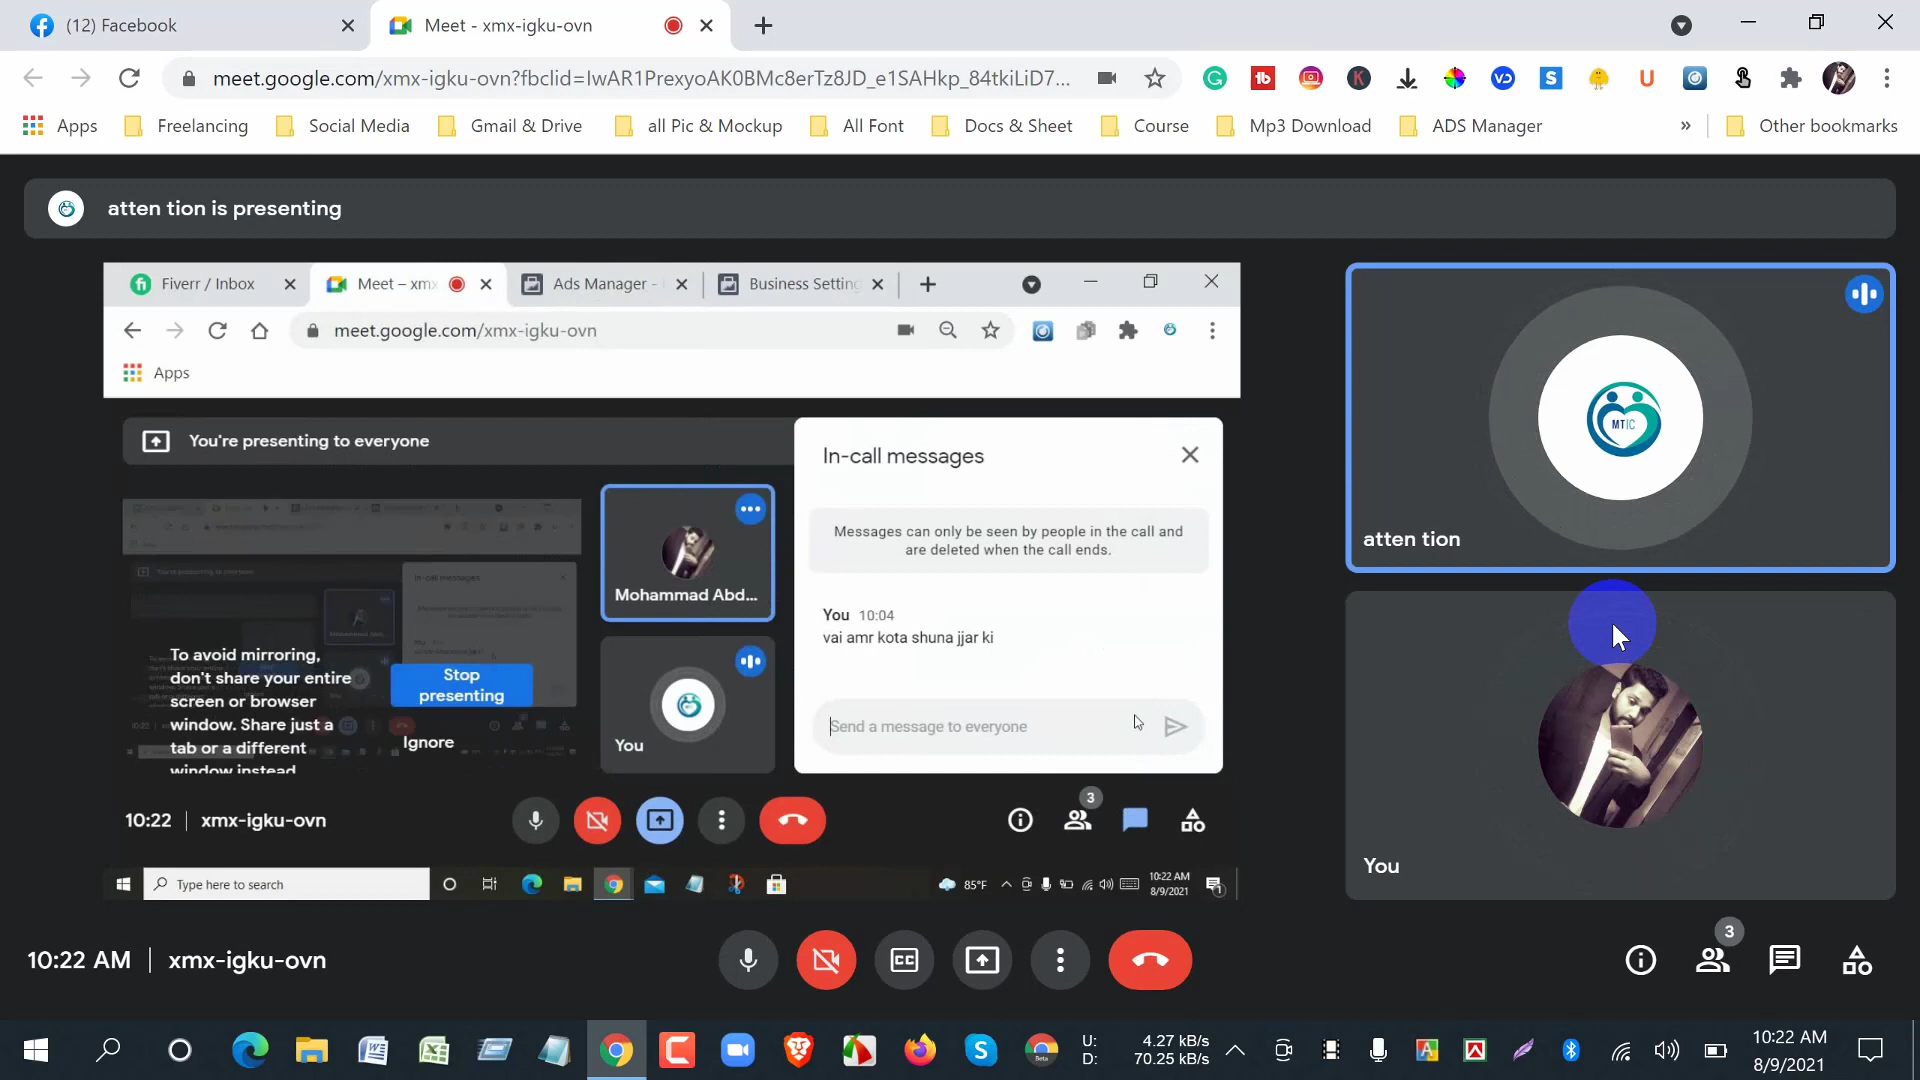 (12) Facebook
Meet - xmx-igku-ovn
meet.google.com/xmx-igku-ovn?fbclid=IwAR1PrexyoAK0BMc8erTz8JD_e1SAHkp_84tkiLiD7...
Apps
Freelancing
Social Media
Gmail & Drive
all Pic & Mockup
All Font
Docs & Sheet
Course
Mp3 Download
ADS Manager
»
Other bookmarks
atten tion is presenting
Fiverr / Inbox
Meet – xmx
Ads Manager -
Business Setting
meet.google.com/xmx-igku-ovn
Apps
You're presenting to everyone
To avoid mirroring,
don't share your entire
screen or browser
window. Share just a
tab or a different
window instead
Stop
presenting
Ignore
Mohammad Abd...
You
In-call messages
Messages can only be seen by people in the call and
are deleted when the call ends.
You 10:04
vai amr kota shuna jjar ki
Send a message to everyone
10:22 | xmx-igku-ovn
3
Type here to search
85°F
10:22 AM
8/9/2021
1
MTIC
atten tion
You
10:22 AM | xmx-igku-ovn
CC
3
Beta
U: 4.27 kB/s
D: 70.25 kB/s
10:22 AM
8/9/2021